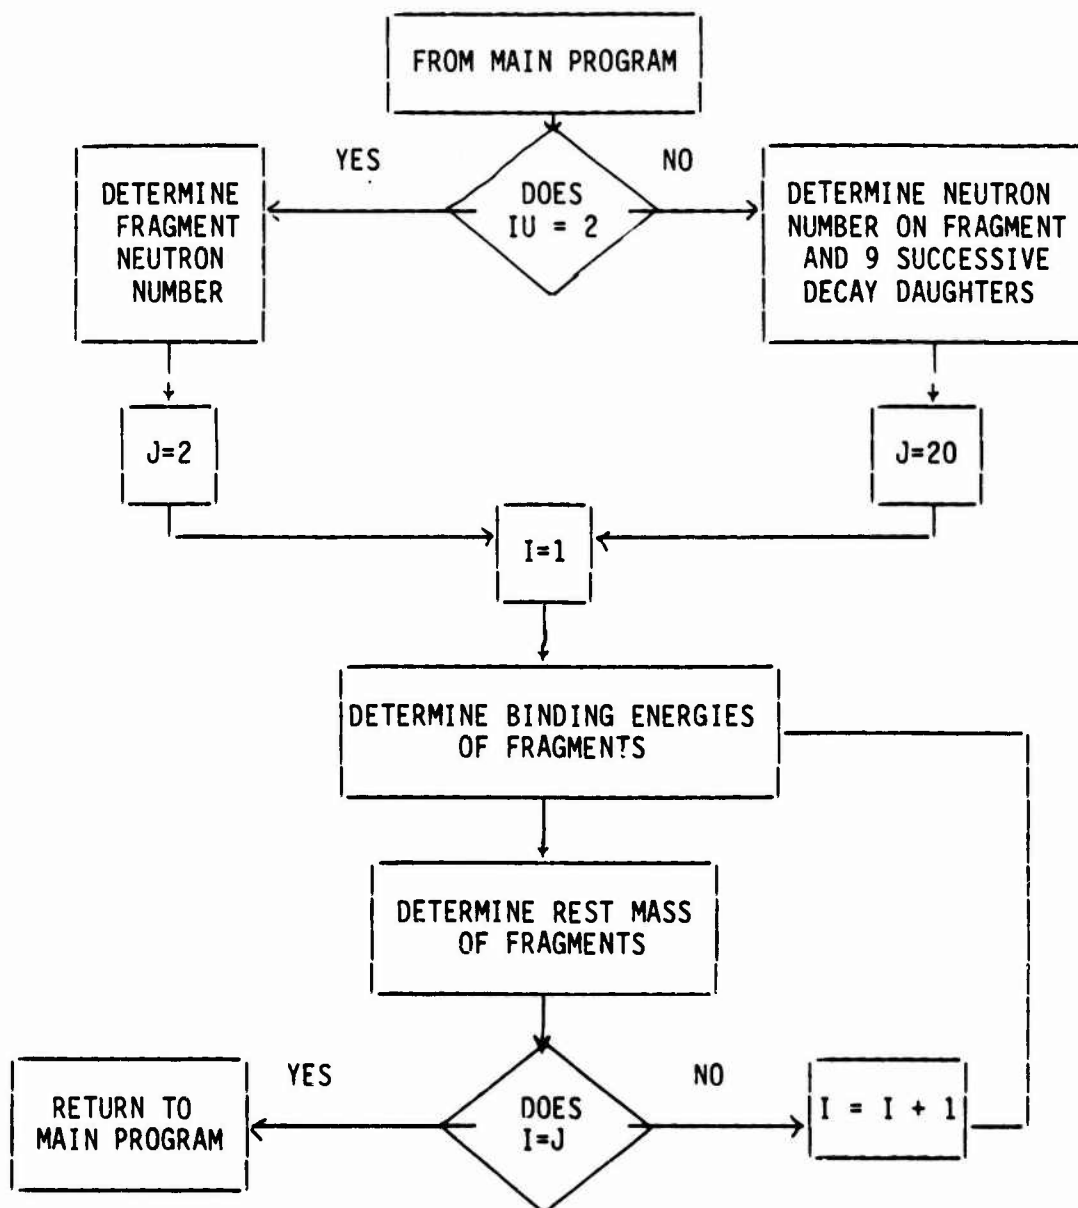 FROM MAIN PROGRAM
YES
NO
DOES
IU = 2
DETERMINE
FRAGMENT
NEUTRON
NUMBER
DETERMINE NEUTRON
NUMBER ON FRAGMENT
AND 9 SUCCESSIVE
DECAY DAUGHTERS
J=2
J=20
I=1
DETERMINE BINDING ENERGIES
OF FRAGMENTS
DETERMINE REST MASS
OF FRAGMENTS
YES
NO
DOES
I=J
RETURN TO
MAIN PROGRAM
I = I + 1